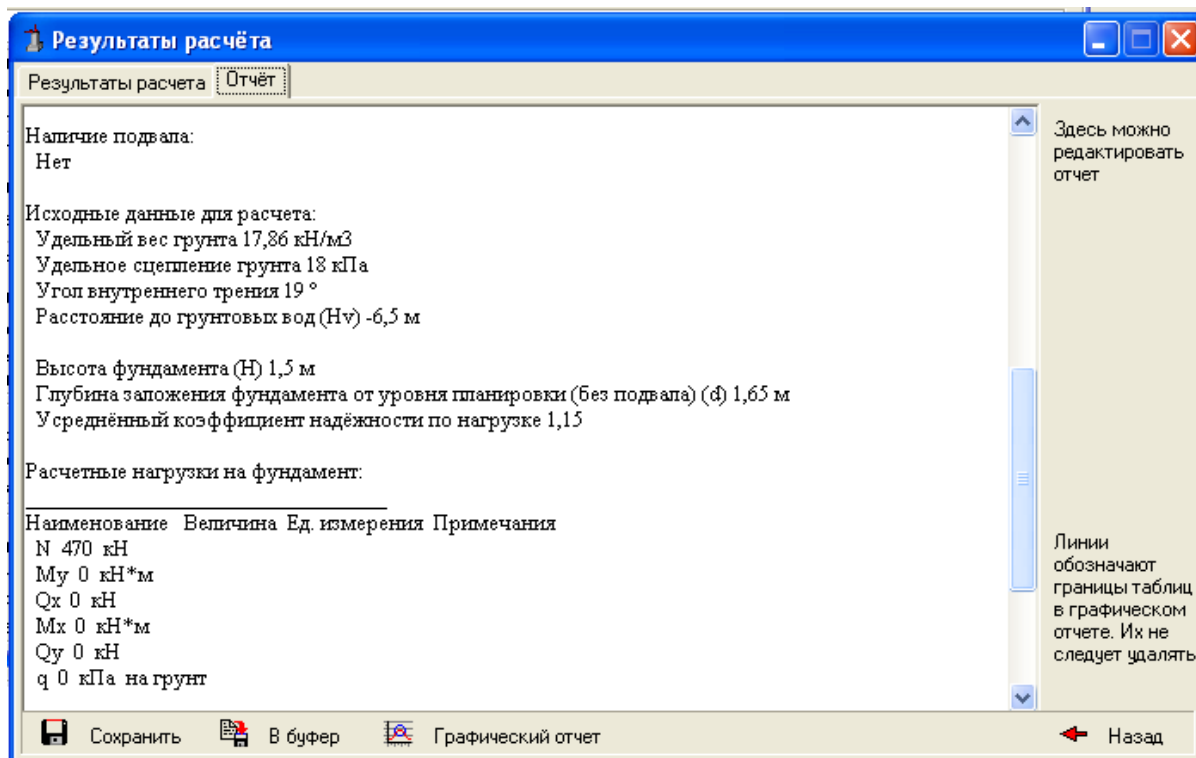 Результаты расчёта
Результаты расчета
Отчёт
Наличие подвала:
Нет
Исходные данные для расчета:
Удельный вес грунта 17,86 кН/м3
Удельное сцепление грунта 18 кПа
Угол внутреннего трения 19 °
Расстояние до грунтовых вод (Hv) -6,5 м
Высота фундамента (H) 1,5 м
Глубина заложения фундамента от уровня планировки (без подвала) (d) 1,65 м
Усреднённый коэффициент надёжности по нагрузке 1,15
Расчетные нагрузки на фундамент:
Наименование Величина Ед. измерения Примечания
N 470 кН
My 0 кН*м
Qx 0 кН
Mx 0 кН*м
Qy 0 кН
q 0 кПа на грунт
Здесь можно
редактировать
отчет
Линии
обозначают
границы таблиц
в графическом
отчете. Их не
следует удалять
Сохранить
В буфер
Графический отчет
Назад